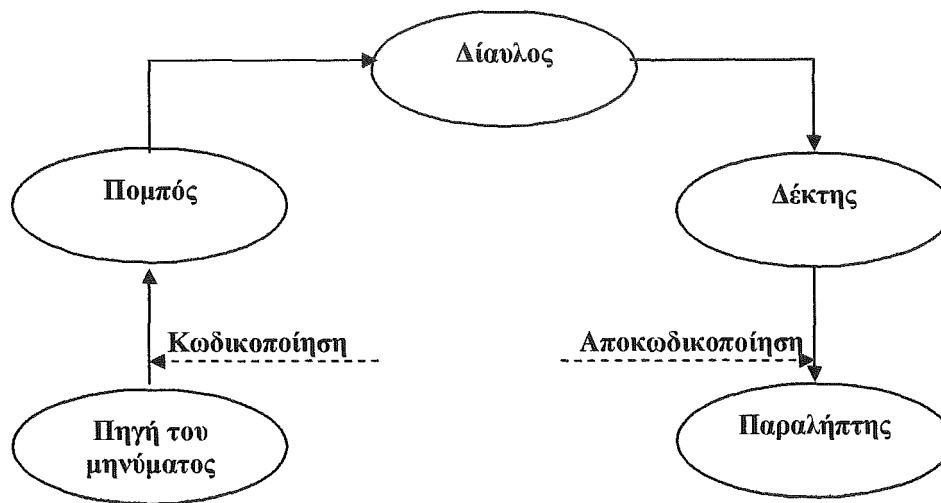 Δίαυλος
Πομπός
Δέκτης
Κωδικοποίηση
Αποκωδικοποίηση
Πηγή του
μηνύματος
Παραλήπτης